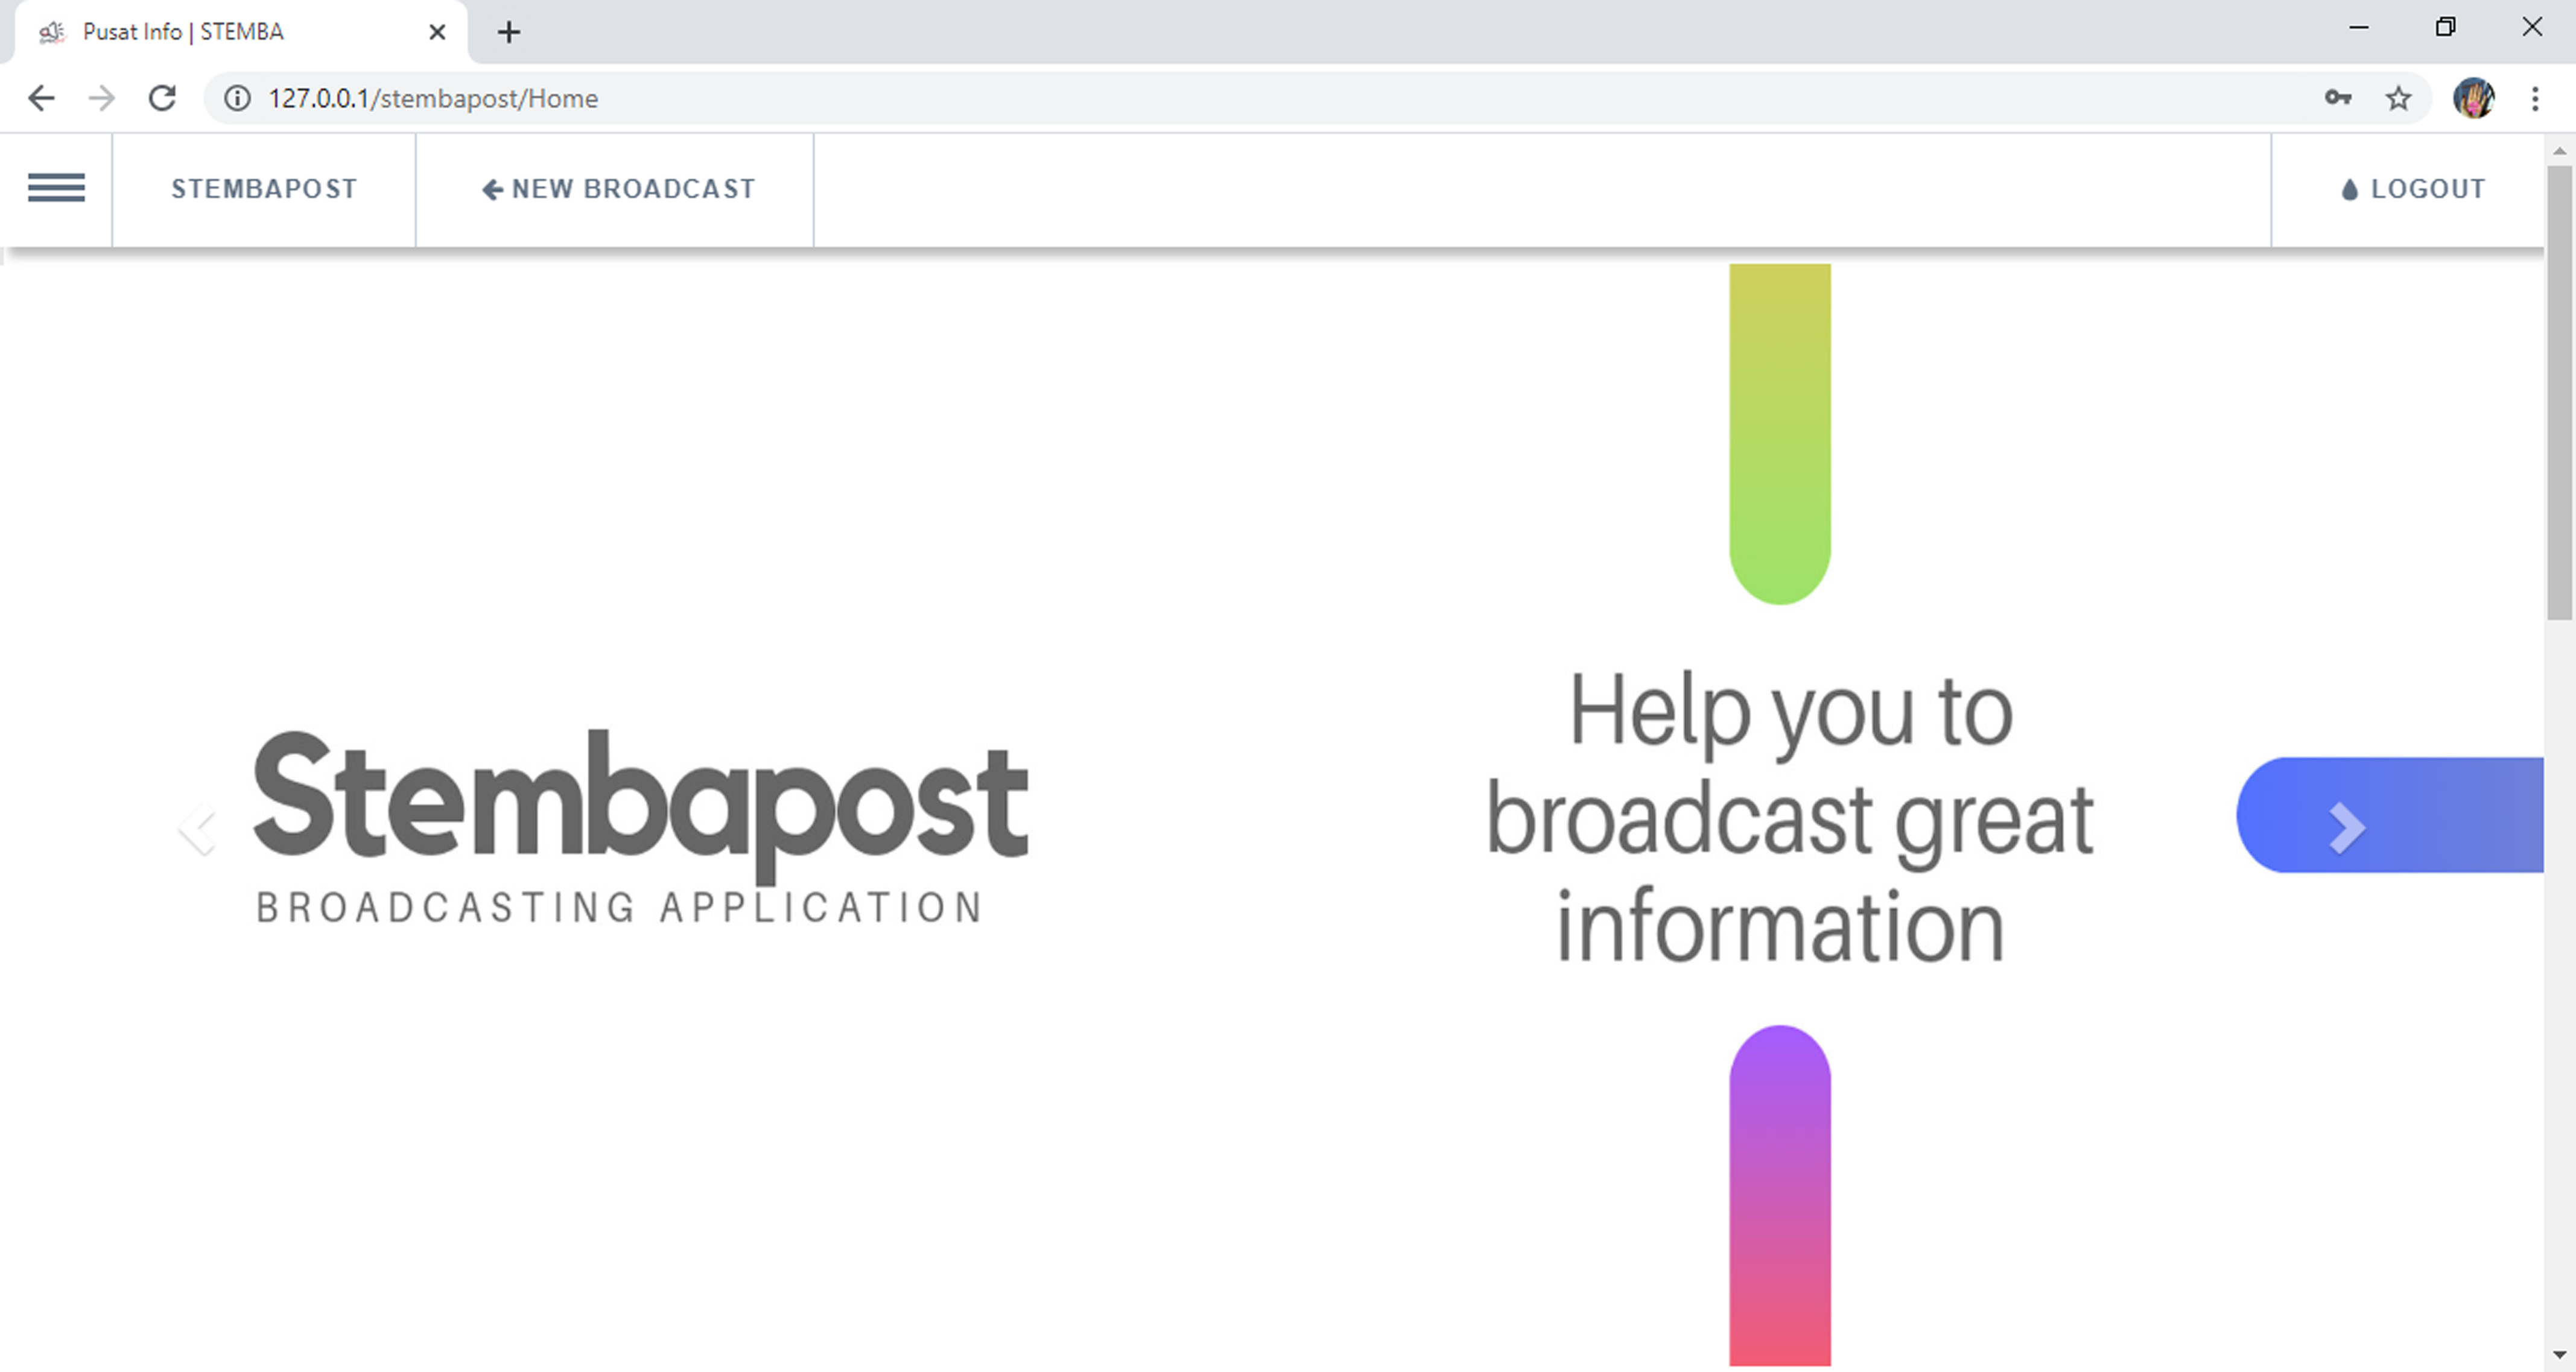 Pusat Info | STEMBA
127.0.0.1/stembapost/Home
STEMBAPOST
NEW BROADCAST
LOGOUT
Stembapost
BROADCASTING APPLICATION
Help you to
broadcast great
information